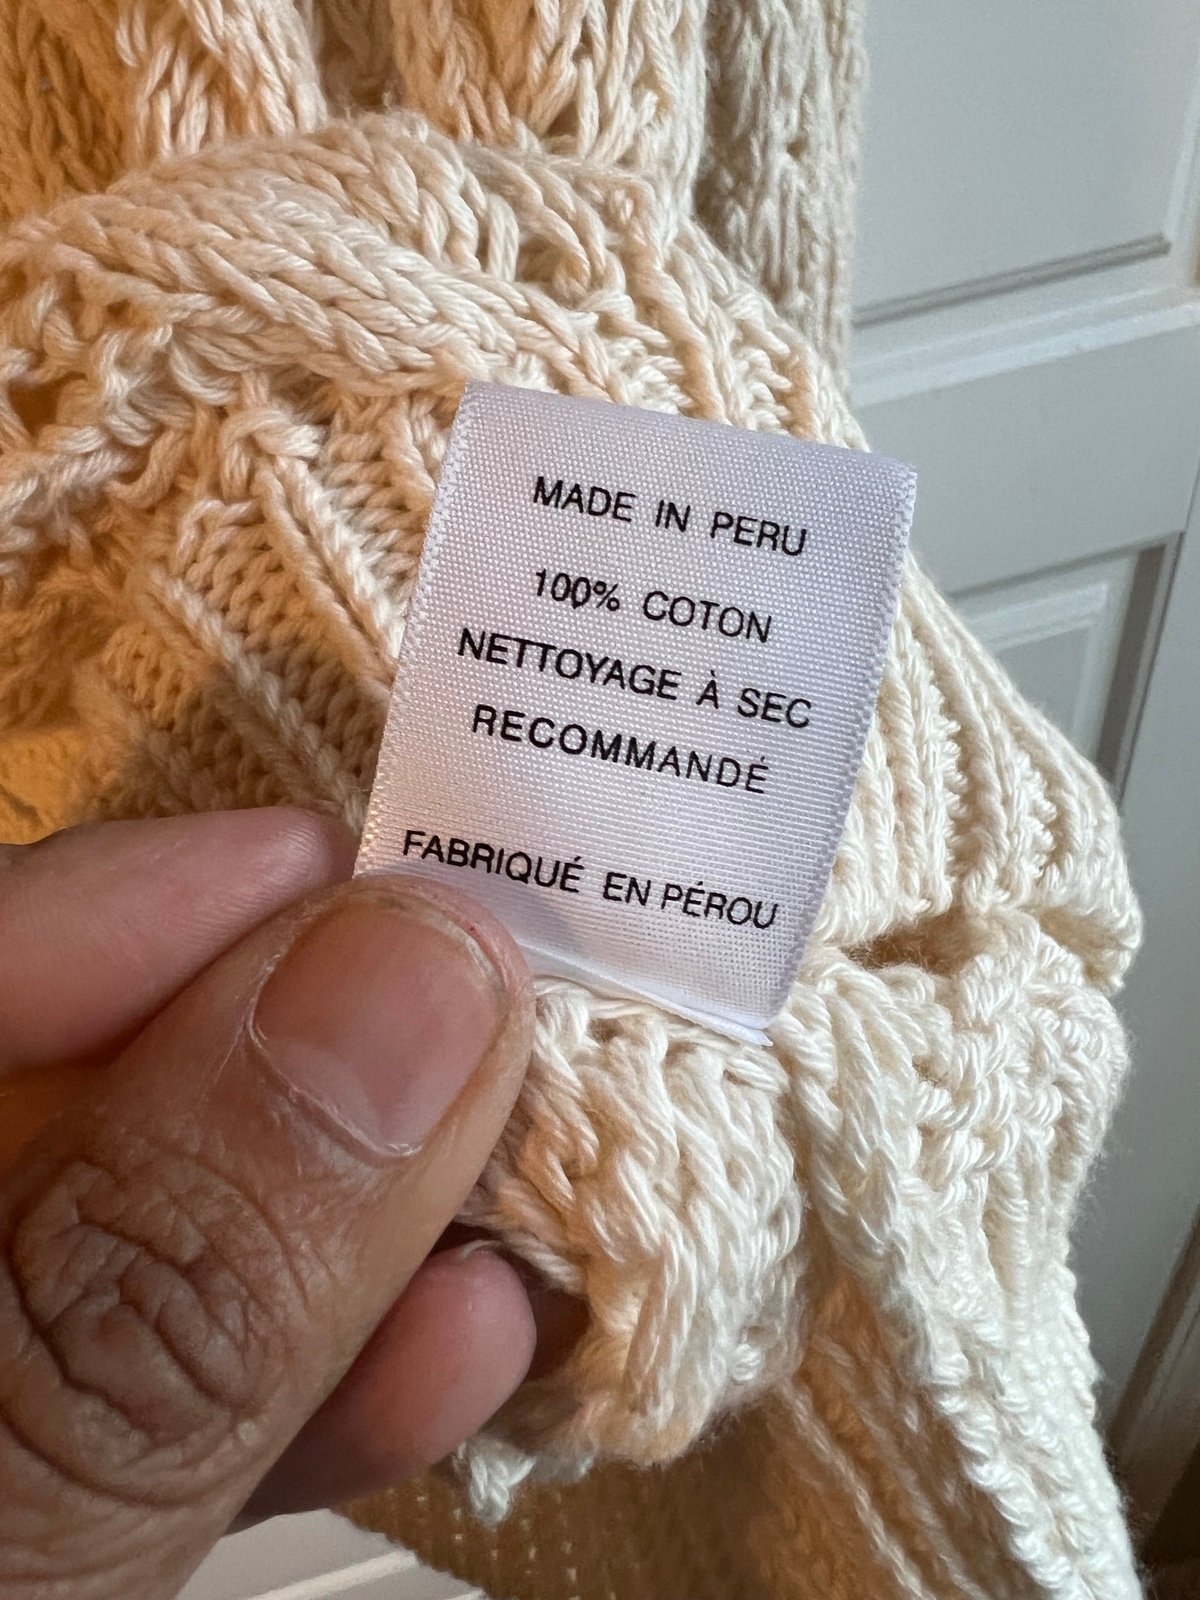 MADE IN PERU
100% COTON
NETTOYAGE À SEC
RECOMMANDÉ
FABRIQUÉ EN PÉROU